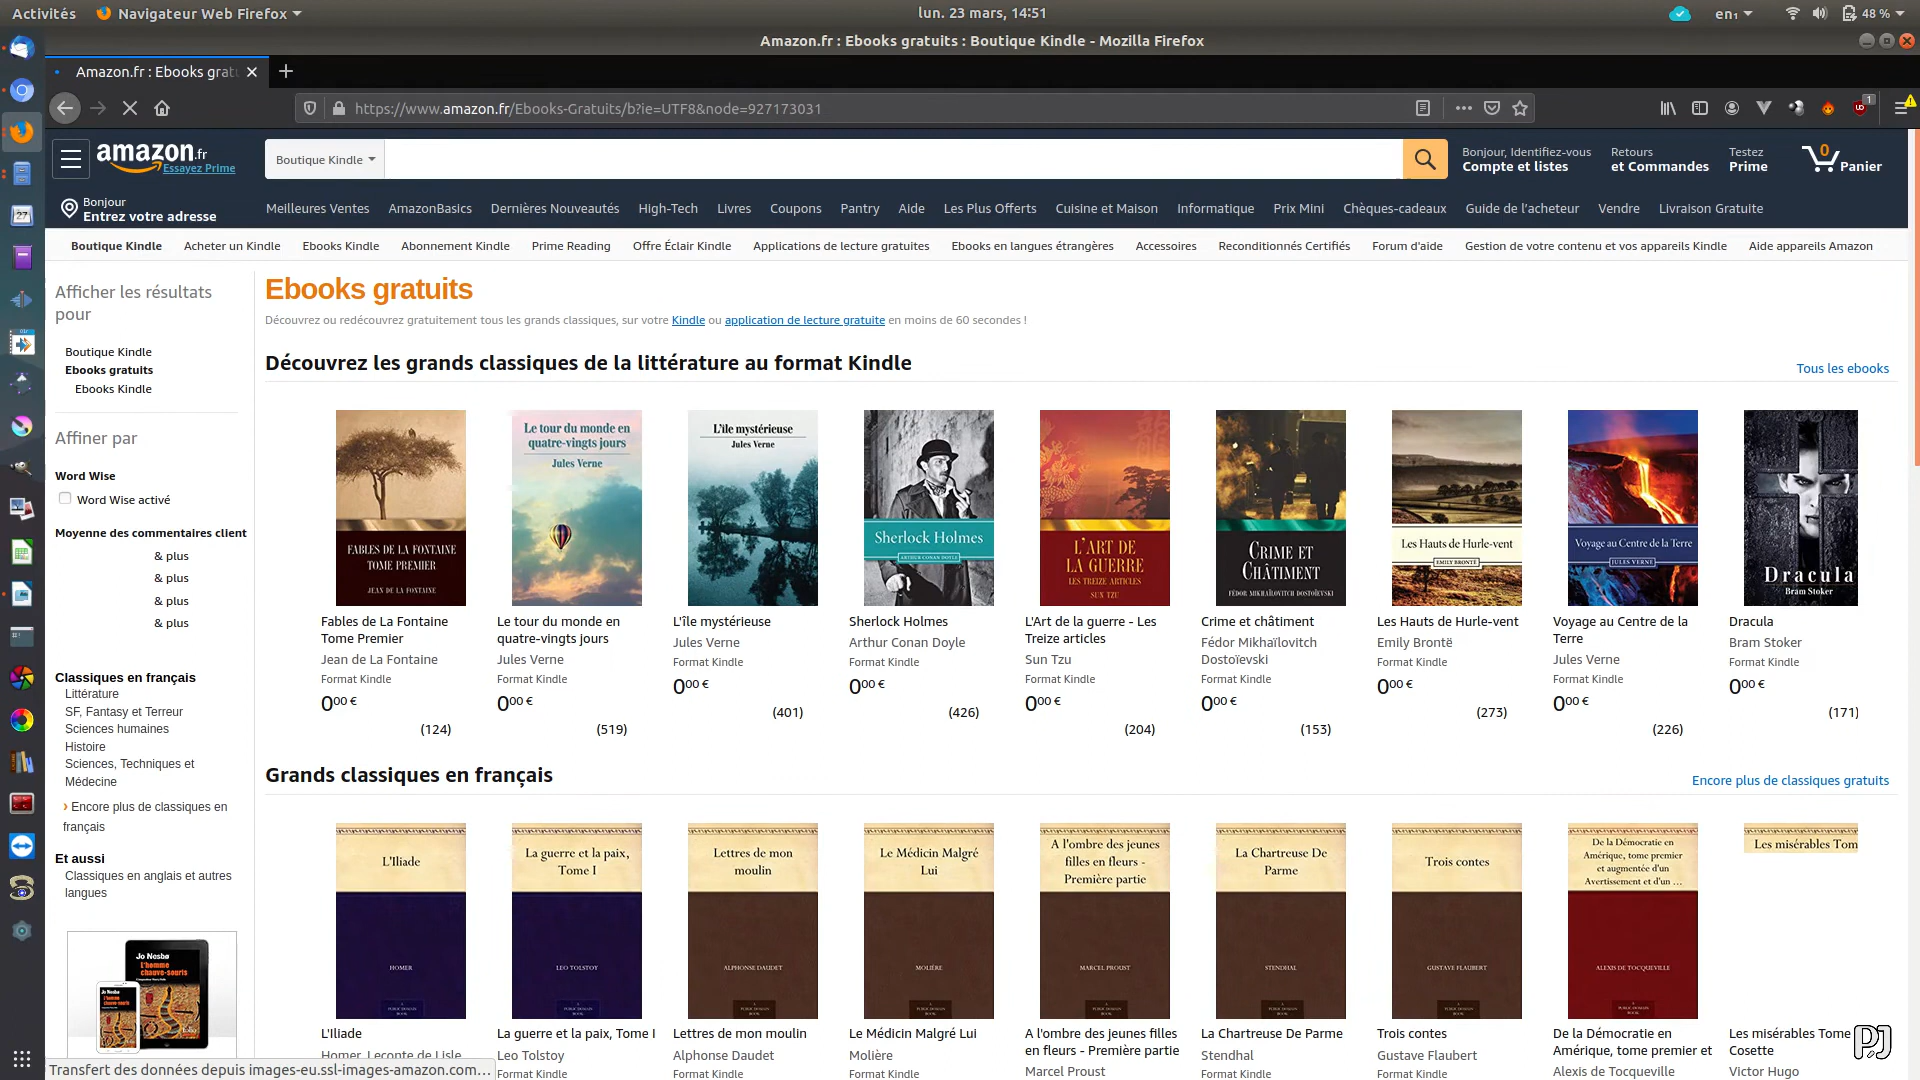 Activités
Navigateur Web Firefox
lun. 23 mars, 14:51
en₁
48 %
Amazon.fr : Ebooks gratuits : Boutique Kindle - Mozilla Firefox
Amazon.fr : Ebooks gratu
https://www.amazon.fr/Ebooks-Gratuits/b?ie=UTF8&node=927173031
1
amazon.fr
Essayez Prime
Boutique Kindle
Bonjour, Identifiez-vous
Compte et listes
Retours
et Commandes
Testez
Prime
0
Panier
Bonjour
Entrez votre adresse
Meilleures Ventes AmazonBasics Dernières Nouveautés High-Tech Livres Coupons Pantry Aide Les Plus Offerts Cuisine et Maison Informatique Prix Mini Chèques-cadeaux Guide de l'acheteur Vendre Livraison Gratuite
Boutique Kindle Acheter un Kindle Ebooks Kindle Abonnement Kindle Prime Reading Offre Éclair Kindle Applications de lecture gratuites Ebooks en langues étrangères Accessoires Reconditionnés Certifiés Forum d'aide Gestion de votre contenu et vos appareils Kindle Aide appareils Amazon
Afficher les résultats
pour
Boutique Kindle
Ebooks gratuits
Ebooks Kindle
Affiner par
Word Wise
Word Wise activé
Moyenne des commentaires client
& plus
& plus
& plus
& plus
Classiques en français
Littérature
SF, Fantasy et Terreur
Sciences humaines
Histoire
Sciences, Techniques et
Médecine
› Encore plus de classiques en
français
Et aussi
Classiques en anglais et autres
langues
Jo Nesbø
L'homme
chauve-souris
Ebooks gratuits
Découvrez ou redécouvrez gratuitement tous les grands classiques, sur votre Kindle ou application de lecture gratuite en moins de 60 secondes !
Découvrez les grands classiques de la littérature au format Kindle
Tous les ebooks
FABLES DE LA FONTAINE
TOME PREMIER
JEAN DE LA FONTAINE
Fables de La Fontaine
Tome Premier
Jean de La Fontaine
Format Kindle
000 €
(124)
Le tour du monde en
quatre-vingts jours
Jules Verne
Le tour du monde en
quatre-vingts jours
Jules Verne
Format Kindle
000 €
(519)
L'île mystérieuse
Jules Verne
L'île mystérieuse
Jules Verne
Format Kindle
000 €
(401)
Sherlock Holmes
ARTHUR CONAN DOYLE
Sherlock Holmes
Arthur Conan Doyle
Format Kindle
000 €
(426)
L'ART DE
LA GUERRE
LES TREIZE ARTICLES
SUN TZU
L'Art de la guerre - Les
Treize articles
Sun Tzu
Format Kindle
000 €
(204)
CRIME ET
CHÂTIMENT
FÉDOR MIKHAÏLOVITCH DOSTOÏEVSKI
Crime et châtiment
Fédor Mikhaïlovitch
Dostoïevski
Format Kindle
000 €
(153)
Les Hauts de Hurle-vent
EMILY BRONTË
Les Hauts de Hurle-vent
Emily Brontë
Format Kindle
000 €
(273)
Voyage au Centre de la Terre
JULES VERNE
Voyage au Centre de la
Terre
Jules Verne
Format Kindle
000 €
(226)
Dracula
Bram Stoker
Dracula
Bram Stoker
Format Kindle
000 €
(171)
Grands classiques en français
Encore plus de classiques gratuits
L'Iliade
HOMER
L'Iliade
Homer, Leconte de Lisle
La guerre et la paix,
Tome I
LEO TOLSTOY
La guerre et la paix, Tome I
Leo Tolstoy
Format Kindle
Lettres de mon
moulin
ALPHONSE DAUDET
Lettres de mon moulin
Alphonse Daudet
Format Kindle
Le Médicin Malgré
Lui
MOLIÈRE
Le Médicin Malgré Lui
Molière
Format Kindle
A l'ombre des jeunes
filles en fleurs -
Première partie
MARCEL PROUST
A l'ombre des jeunes filles
en fleurs - Première partie
Marcel Proust
La Chartreuse De
Parme
STENDHAL
La Chartreuse De Parme
Stendhal
Format Kindle
Trois contes
GUSTAVE FLAUBERT
Trois contes
Gustave Flaubert
Format Kindle
De la Démocratie en
Amérique, tome premier
et augmentée d'un
Avertissement et d'un ...
ALEXIS DE TOCQUEVILLE
De la Démocratie en
Amérique, tome premier et
Alexis de Tocqueville
Les misérables Tom
Les misérables Tome
Cosette
Victor Hugo
Transfert des données depuis images-eu.ssl-images-amazon.com…